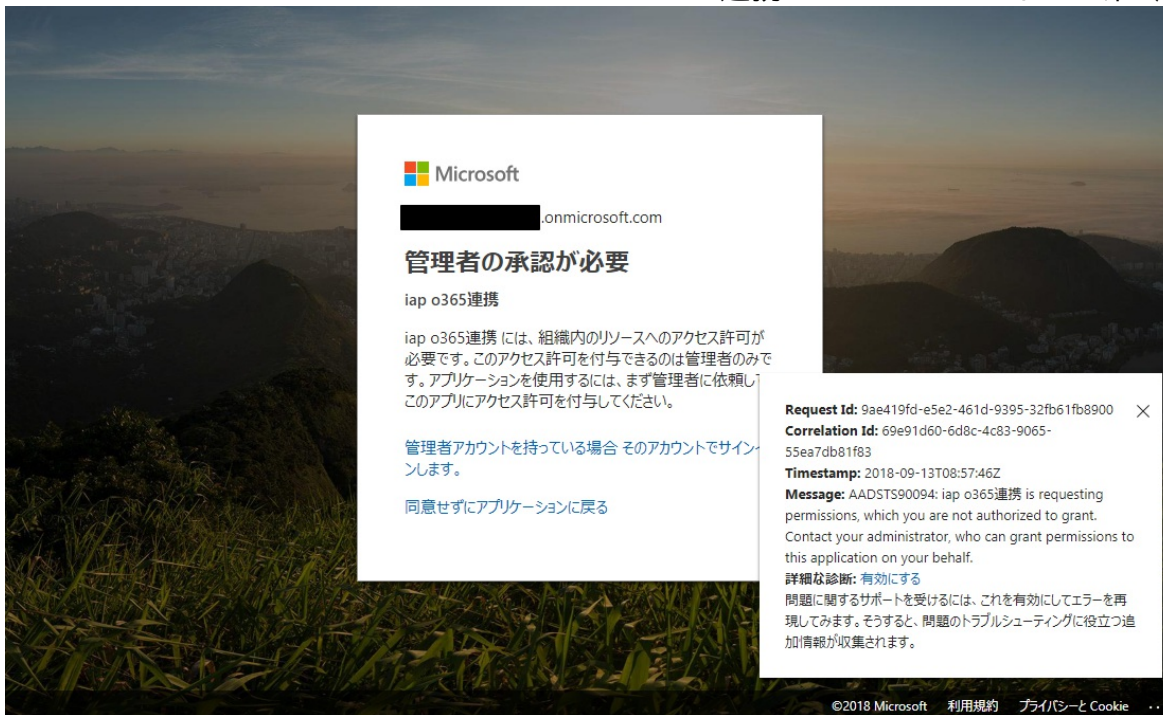 Microsoft
.onmicrosoft.com
管理者の承認が必要
iap o365連携
iap o365連携 には、組織内のリソースへのアクセス許可が
必要です。このアクセス許可を付与できるのは管理者のみで
す。アプリケーションを使用するには、まず管理者に依頼して
このアプリにアクセス許可を付与してください。
管理者アカウントを持っている場合 そのアカウントでサインイ
ンします。
同意せずにアプリケーションに戻る
Request Id: 9ae419fd-e5e2-461d-9395-32fb61fb8900
Correlation Id: 69e91d60-6d8c-4c83-9065-
55ea7db81f83
Timestamp: 2018-09-13T08:57:46Z
Message: AADSTS90094: iap o365連携 is requesting
permissions, which you are not authorized to grant.
Contact your administrator, who can grant permissions to
this application on your behalf.
詳細な診断: 有効にする
問題に関するサポートを受けるには、これを有効にしてエラーを再
現してみます。そうすると、問題のトラブルシューティングに役立つ追
加情報が収集されます。
©2018 Microsoft 利用規約 プライバシーと Cookie